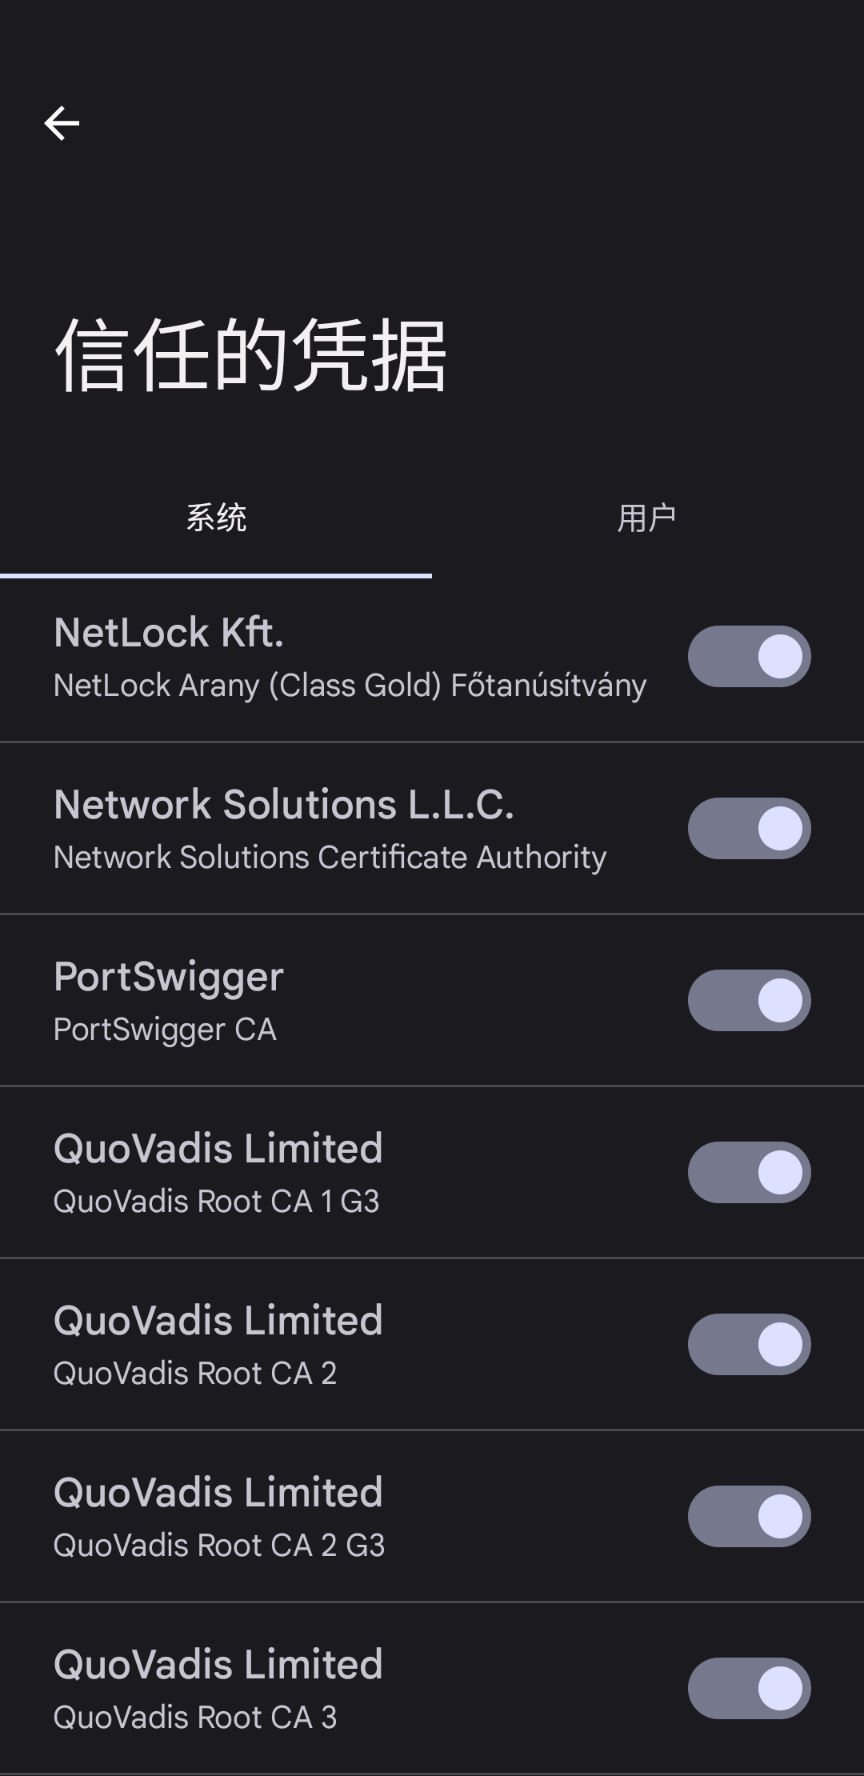 信任的凭据
系统
用户
NetLock Kft.
NetLock Arany (Class Gold) Főtanúsítvány
Network Solutions L.L.C.
Network Solutions Certificate Authority
PortSwigger
PortSwigger CA
QuoVadis Limited
QuoVadis Root CA 1 G3
QuoVadis Limited
QuoVadis Root CA 2
QuoVadis Limited
QuoVadis Root CA 2 G3
QuoVadis Limited
QuoVadis Root CA 3